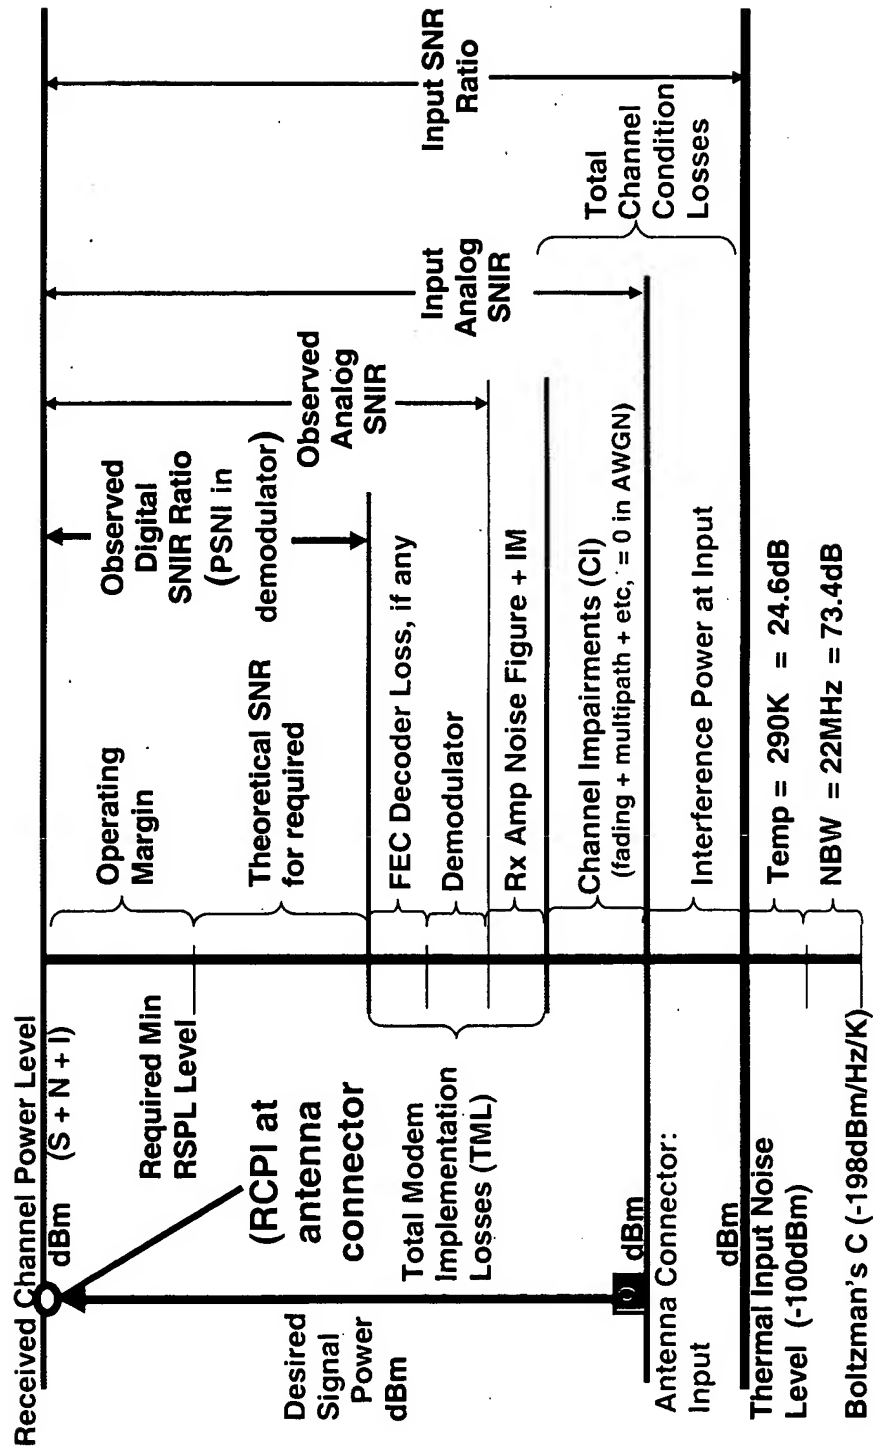 Received Channel Power Level
dBm (S + N + I)
Required Min
RSPL Level
(RCPI at
antenna
connector
Desired
Signal
Power
dBm
Total Modem
Implementation
Losses (TML)
dBm
Antenna Connector:
Input
dBm
Thermal Input Noise
Level (-100dBm)
Boltzman's C (-198dBm/Hz/K)
Operating
Margin
Theoretical SNR
for required
FEC Decoder Loss, if any
Demodulator
Rx Amp Noise Figure + IM
Channel Impairments (CI)
(fading + multipath + etc, = 0 in AWGN)
Interference Power at Input
Temp = 290K = 24.6dB
NBW = 22MHz = 73.4dB
Observed
Digital
SNIR Ratio
(PSNI in
demodulator)
Observed
Analog
SNIR
Input
Analog
SNIR
Total
Channel
Condition
Losses
Input SNR
Ratio